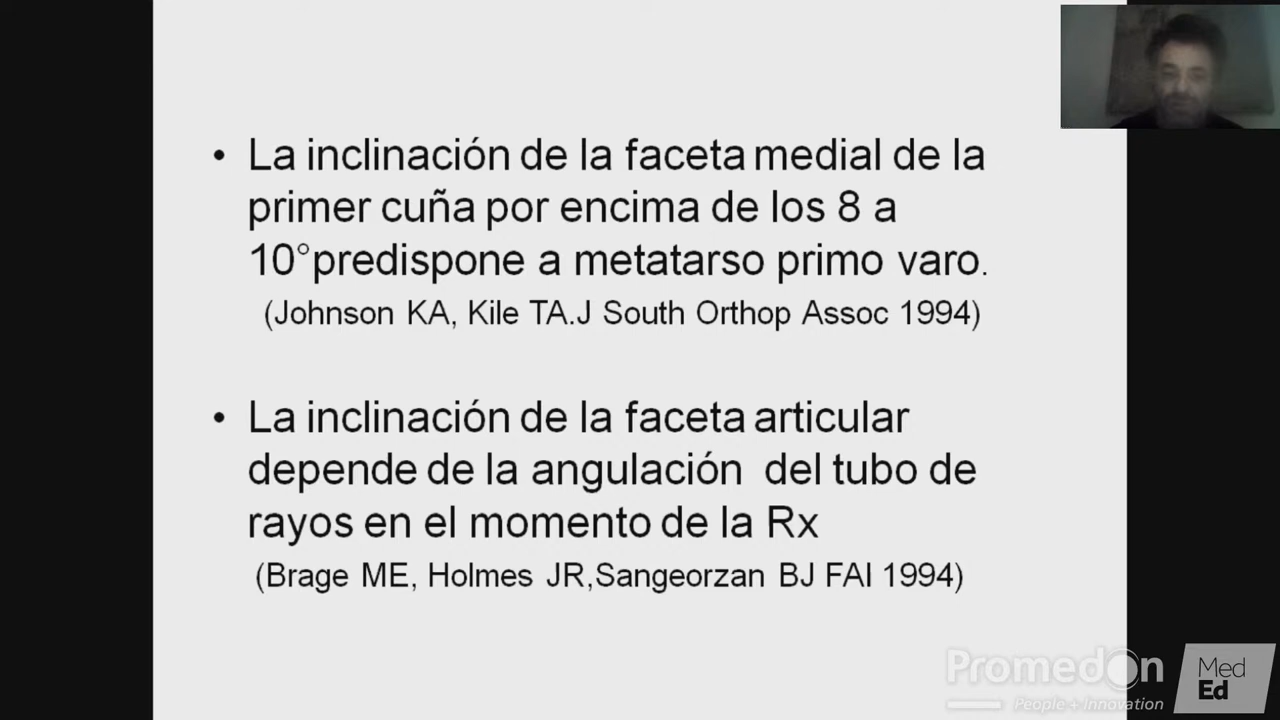 • La inclinación de la faceta medial de la
primer cuña por encima de los 8 a
10°predispone a metatarso primo varo.
(Johnson KA, Kile TA.J South Orthop Assoc 1994)
• La inclinación de la faceta articular
depende de la angulación del tubo de
rayos en el momento de la Rx
(Brage ME, Holmes JR,Sangeorzan BJ FAI 1994)
Promedon
People + Innovation
Med
Ed